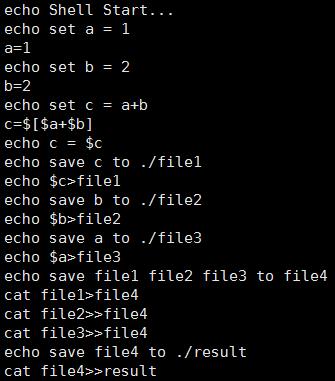 echo Shell Start...
echo set a = 1
a=1
echo set b = 2
b=2
echo set c = a+b
c=$[$a+$b]
echo c = $c
echo save c to ./file1
echo $c>file1
echo save b to ./file2
echo $b>file2
echo save a to ./file3
echo $a>file3
echo save file1 file2 file3 to file4
cat file1>file4
cat file2>>file4
cat file3>>file4
echo save file4 to ./result
cat file4>>result